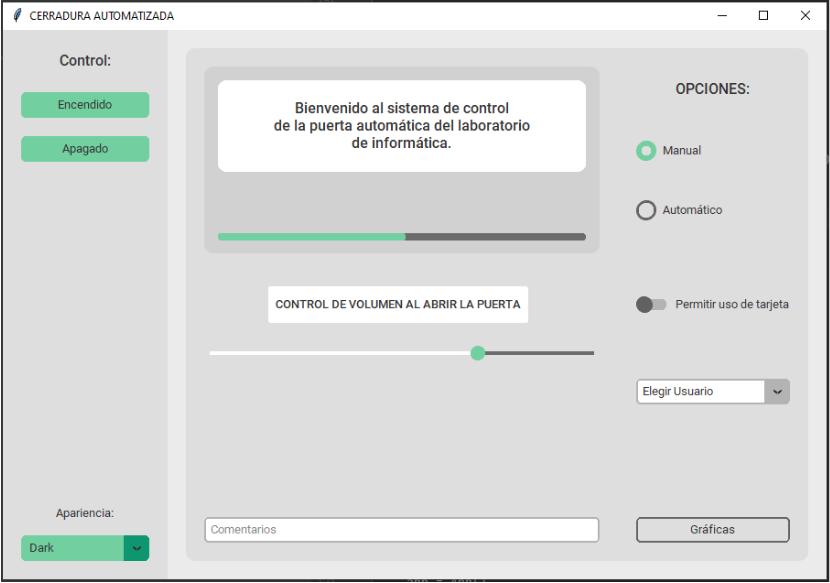 CERRADURA AUTOMATIZADA
Control:
Encendido
Apagado
Apariencia:
Dark
Bienvenido al sistema de control
de la puerta automática del laboratorio
de informática.
CONTROL DE VOLUMEN AL ABRIR LA PUERTA
Comentarios
OPCIONES:
Manual
Automático
Permitir uso de tarjeta
Elegir Usuario
Gráficas